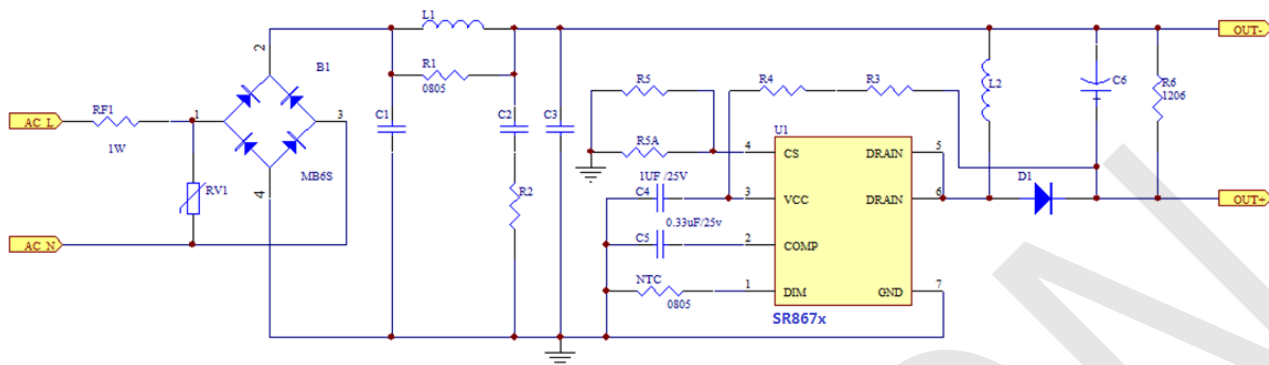 L1
OUT-
2
B1
R1
0805
R5
R4
R3
L2
C6
R6
1206
RF1
AC L
1
3
C1
C2
C3
U1
1W
R5A
4
CS
DRAIN
5
MB6S
1UF /25V
D1
4
RV1
C4
3
VCC
DRAIN
6
OUT+
R2
0.33uF/25v
AC N
C5
2
COMP
NTC
1
DIM
GND
7
0805
SR867x